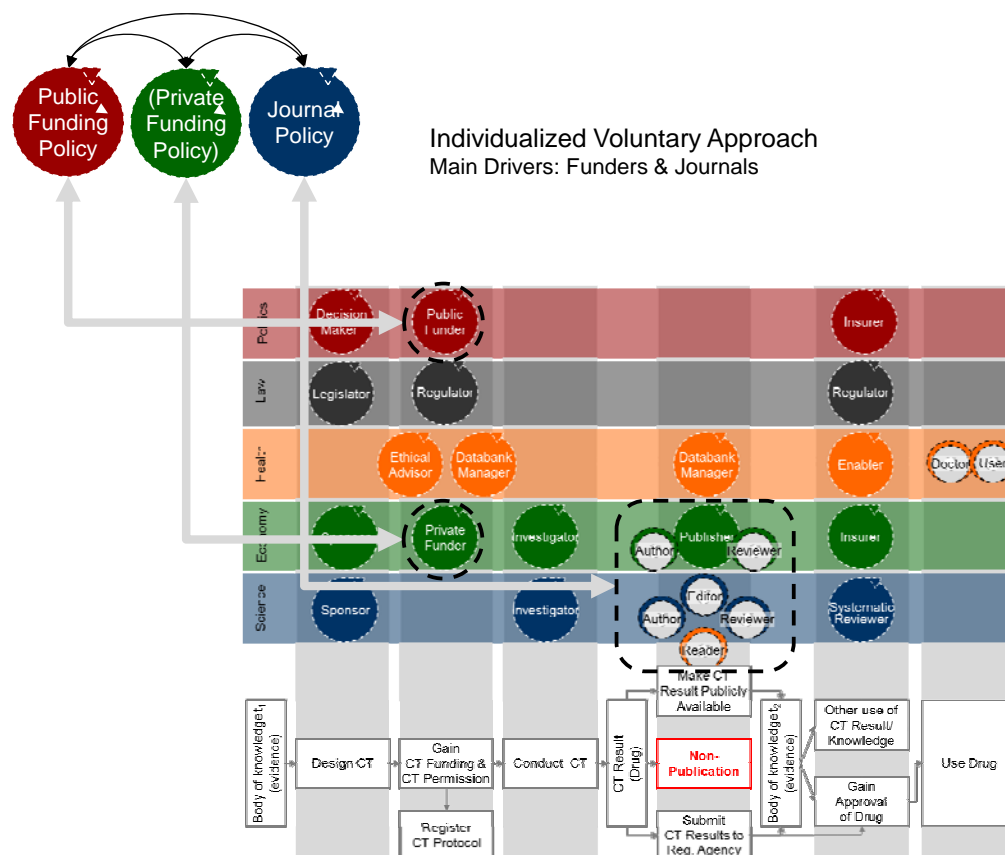 Public
Funding
Policy
(Private
Funding
Policy)
Journal
Policy
Individualized Voluntary Approach
Main Drivers: Funders & Journals
Politics
Decision
Maker
Public
Funder
Insurer
Law
Legislator
Regulator
Regulator
Health
Ethical
Advisor
Databank
Manager
Databank
Manager
Enabler
Doctor
User
Economy
Private
Funder
Investigator
Author
Publisher
Reviewer
Insurer
Science
Sponsor
Investigator
Author
Editor
Reviewer
Reader
Systematic
Reviewer
Body of knowledget1
(evidence)
Design CT
Gain
CT Funding &
CT Permission
Register
CT Protocol
Conduct CT
CT Result
(Drug)
Make CT
Result Publicly
Available
Non-
Publication
Submit
CT Results to
Reg. Agency
Body of knowledget2
(evidence)
Other use of
CT Result/
Knowledge
Gain
Approval
of Drug
Use Drug